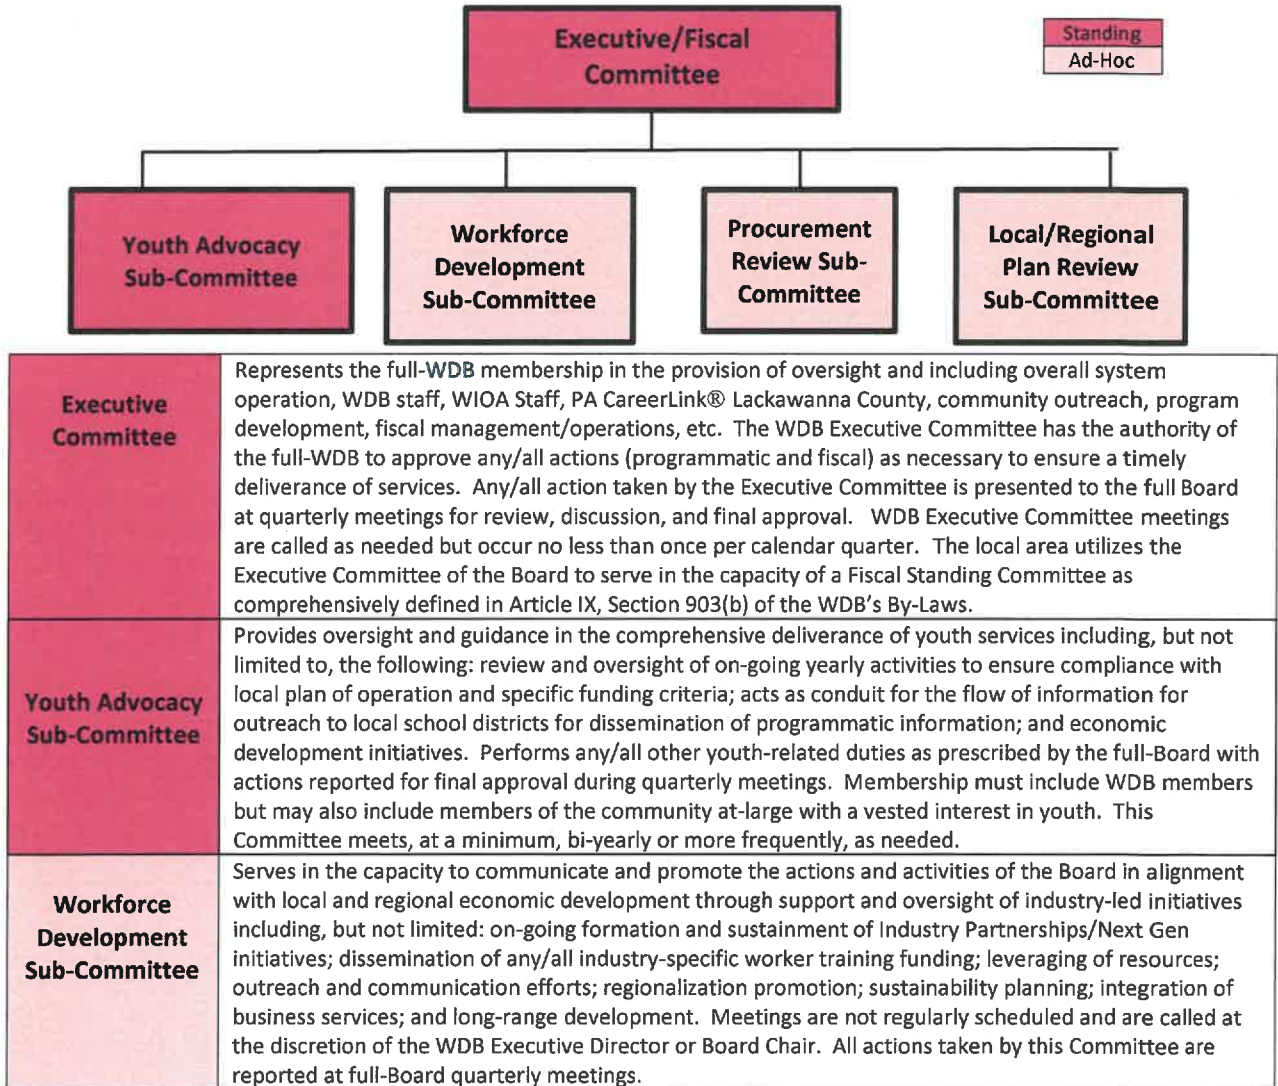 Executive/Fiscal
Committee
Standing
Ad-Hoc
Youth Advocacy
Sub-Committee
Workforce
Development
Sub-Committee
Procurement
Review Sub-
Committee
Local/Regional
Plan Review
Sub-Committee
Executive
Committee
Represents the full-WDB membership in the provision of oversight and including overall system
operation, WDB staff, WIOA Staff, PA CareerLink® Lackawanna County, community outreach, program
development, fiscal management/operations, etc. The WDB Executive Committee has the authority of
the full-WDB to approve any/all actions (programmatic and fiscal) as necessary to ensure a timely
deliverance of services. Any/all action taken by the Executive Committee is presented to the full Board
at quarterly meetings for review, discussion, and final approval. WDB Executive Committee meetings
are called as needed but occur no less than once per calendar quarter. The local area utilizes the
Executive Committee of the Board to serve in the capacity of a Fiscal Standing Committee as
comprehensively defined in Article IX, Section 903(b) of the WDB's By-Laws.
Youth Advocacy
Sub-Committee
Provides oversight and guidance in the comprehensive deliverance of youth services including, but not
limited to, the following: review and oversight of on-going yearly activities to ensure compliance with
local plan of operation and specific funding criteria; acts as conduit for the flow of information for
outreach to local school districts for dissemination of programmatic information; and economic
development initiatives. Performs any/all other youth-related duties as prescribed by the full-Board with
actions reported for final approval during quarterly meetings. Membership must include WDB members
but may also include members of the community at-large with a vested interest in youth. This
Committee meets, at a minimum, bi-yearly or more frequently, as needed.
Workforce
Development
Sub-Committee
Serves in the capacity to communicate and promote the actions and activities of the Board in alignment
with local and regional economic development through support and oversight of industry-led initiatives
including, but not limited: on-going formation and sustainment of Industry Partnerships/Next Gen
initiatives; dissemination of any/all industry-specific worker training funding; leveraging of resources;
outreach and communication efforts; regionalization promotion; sustainability planning; integration of
business services; and long-range development. Meetings are not regularly scheduled and are called at
the discretion of the WDB Executive Director or Board Chair. All actions taken by this Committee are
reported at full-Board quarterly meetings.